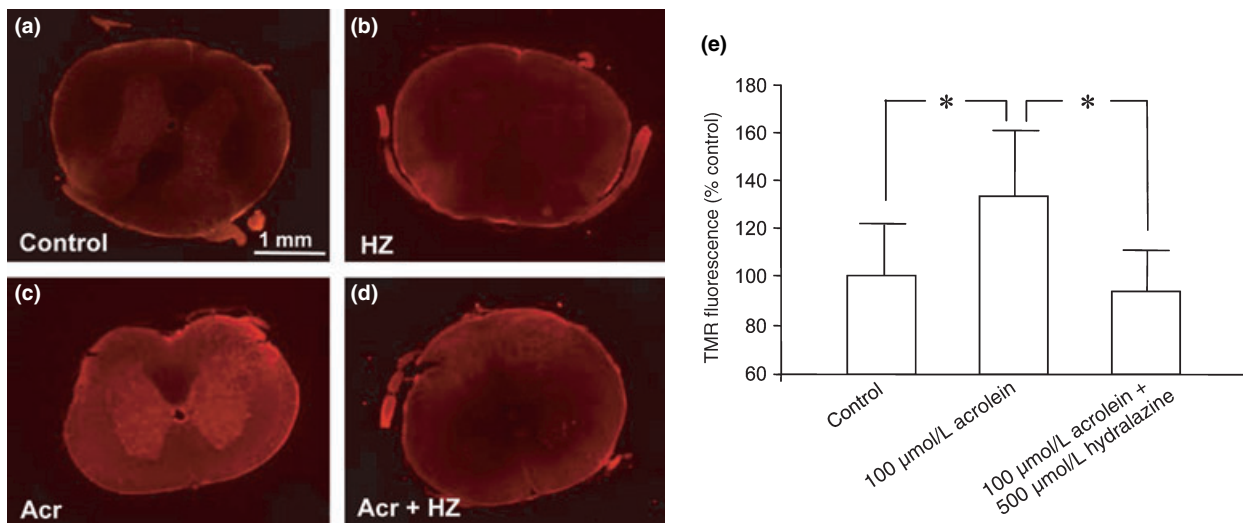 (a)
Control
1 mm
(b)
HZ
(c)
Acr
(d)
Acr + HZ
(e)
TMR fluorescence (% control)
180
160
140
120
100
80
60
*
*
Control
100 µmol/L acrolein
100 µmol/L acrolein +
500 µmol/L hydralazine